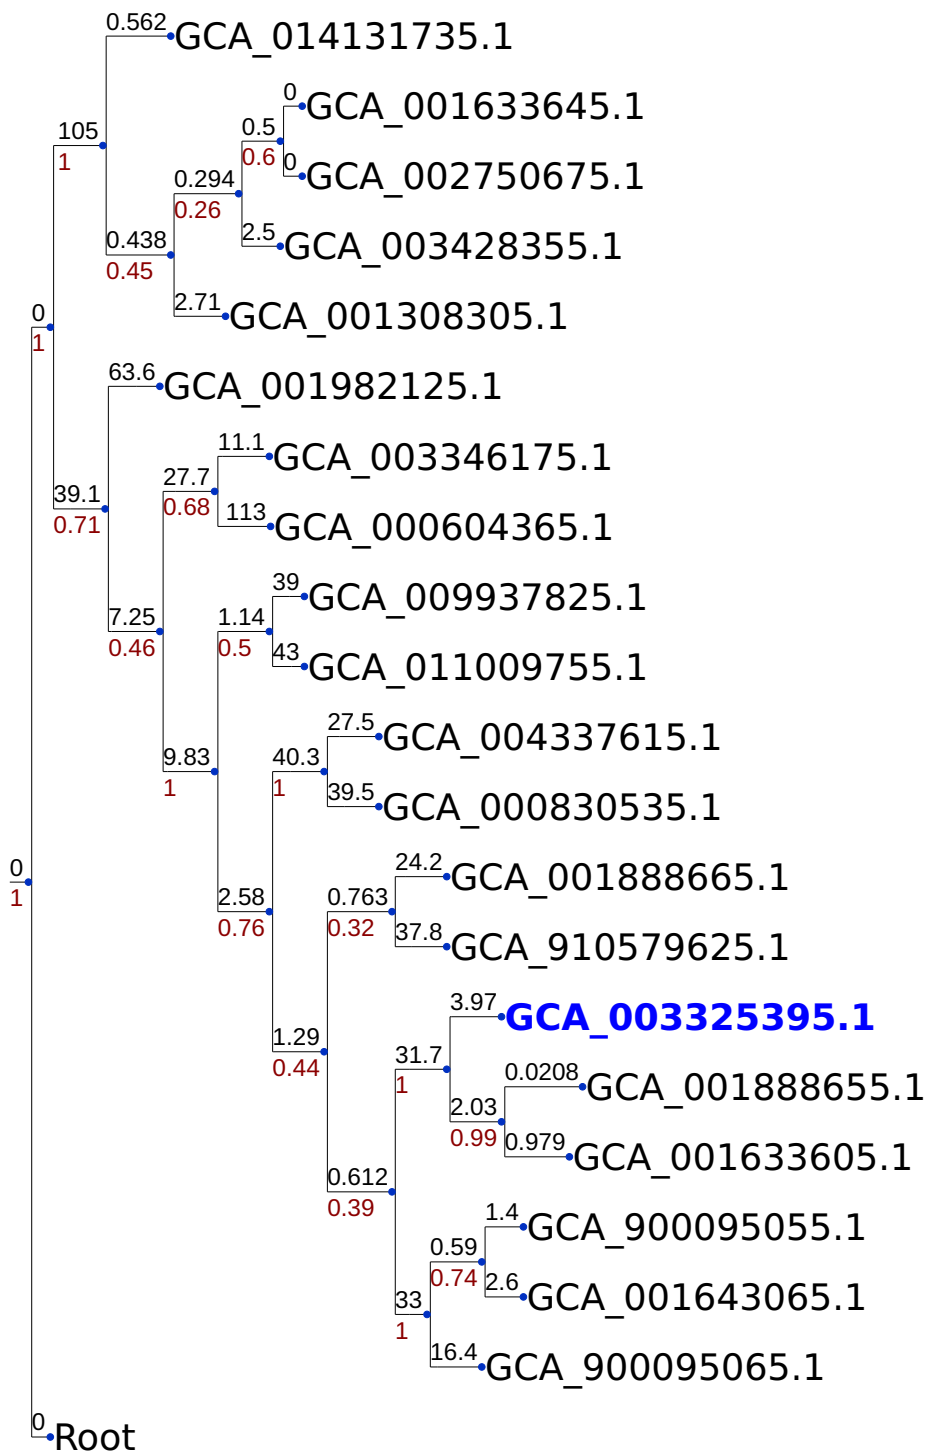 0.562
GCA_014131735.1
0
GCA_001633645.1
0.5
105
0.6
1
0
GCA_002750675.1
0.294
0.26
2.5
GCA_003428355.1
0.438
0.45
2.71
GCA_001308305.1
0
1
63.6
GCA_001982125.1
11.1
GCA_003346175.1
27.7
39.1
0.68
0.71
113
GCA_000604365.1
39
GCA_009937825.1
7.25
1.14
0.46
0.5
43
GCA_011009755.1
27.5
GCA_004337615.1
9.83
40.3
1
1
39.5
GCA_000830535.1
24.2
GCA_001888665.1
0
1
2.58
0.763
0.76
0.32
37.8
GCA_910579625.1
3.97
GCA_003325395.1
1.29
0.44
31.7
1
0.0208
GCA_001888655.1
2.03
0.99
0.979
GCA_001633605.1
0.612
0.39
1.4
GCA_900095055.1
0.59
0.74
2.6
GCA_001643065.1
33
1
16.4
GCA_900095065.1
0
Root